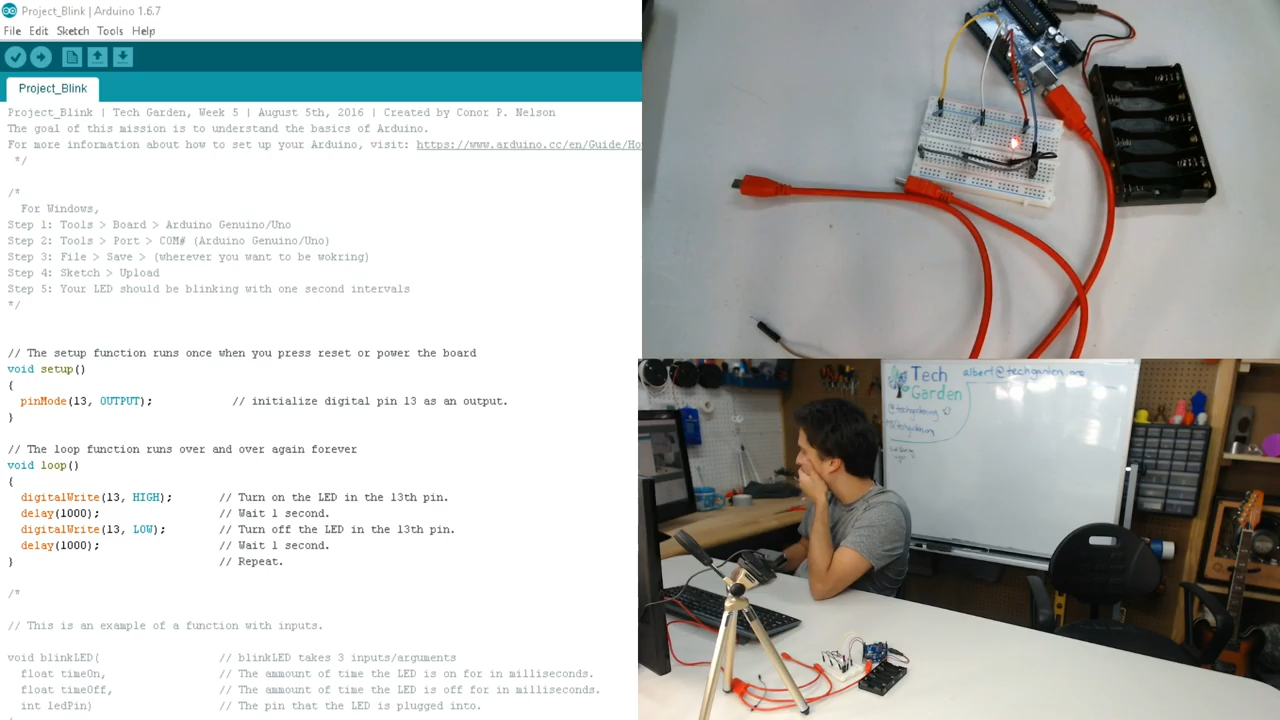 Project_Blink | Arduino 1.6.7
File Edit Sketch Tools Help
Project_Blink
Project_Blink | Tech Garden, Week 5 | August 5th, 2016 | Created by Conor P. Nelson
The goal of this mission is to understand the basics of Arduino.
For more information about how to set up your Arduino, visit: https://www.arduino.cc/en/Guide/Ho
*/
/*
For Windows,
Step 1: Tools > Board > Arduino Genuino/Uno
Step 2: Tools > Port > COM# (Arduino Genuino/Uno)
Step 3: File > Save > (wherever you want to be wokring)
Step 4: Sketch > Upload
Step 5: Your LED should be blinking with one second intervals
*/
// The setup function runs once when you press reset or power the board
void setup()
{
pinMode(13, OUTPUT); // initialize digital pin 13 as an output.
}
// The loop function runs over and over again forever
void loop()
{
digitalWrite(13, HIGH); // Turn on the LED in the 13th pin.
delay(1000); // Wait 1 second.
digitalWrite(13, LOW); // Turn off the LED in the 13th pin.
delay(1000); // Wait 1 second.
} // Repeat.
/*
// This is an example of a function with inputs.
void blinkLED( // blinkLED takes 3 inputs/arguments
float timeOn, // The ammount of time the LED is on for in milliseconds.
float timeOff, // The ammount of time the LED is off for in milliseconds.
int ledPin) // The pin that the LED is plugged into.
Tech Garden
albert@techgarden.org